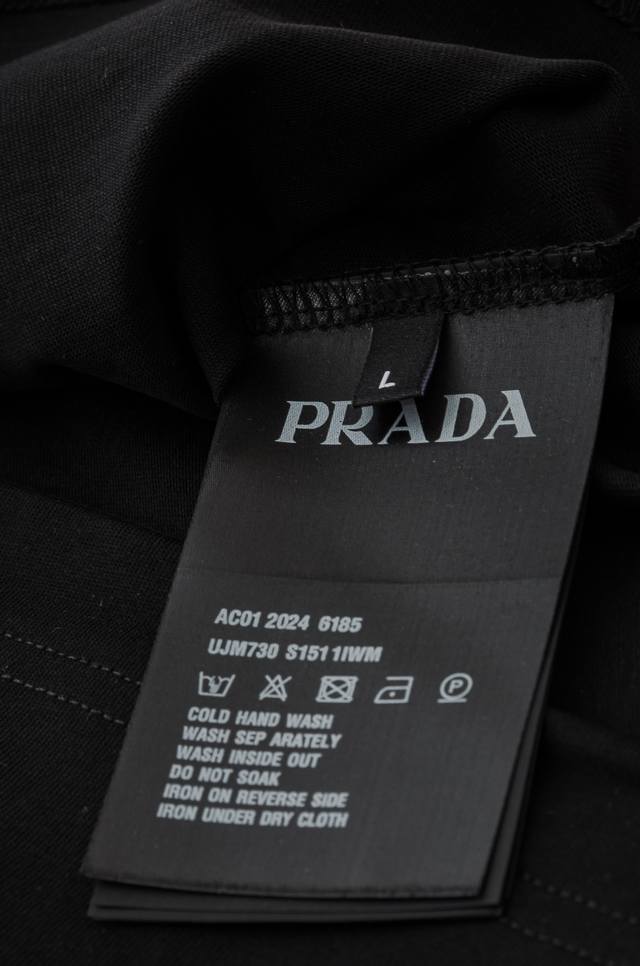 L
PRADA
AC01 2024 6185
UJM730 S151 1IWM
P
COLD HAND WASH
WASH SEP ARATELY
WASH INSIDE OUT
DO NOT SOAK
IRON ON REVERSE SIDE
IRON UNDER DRY CLOTH